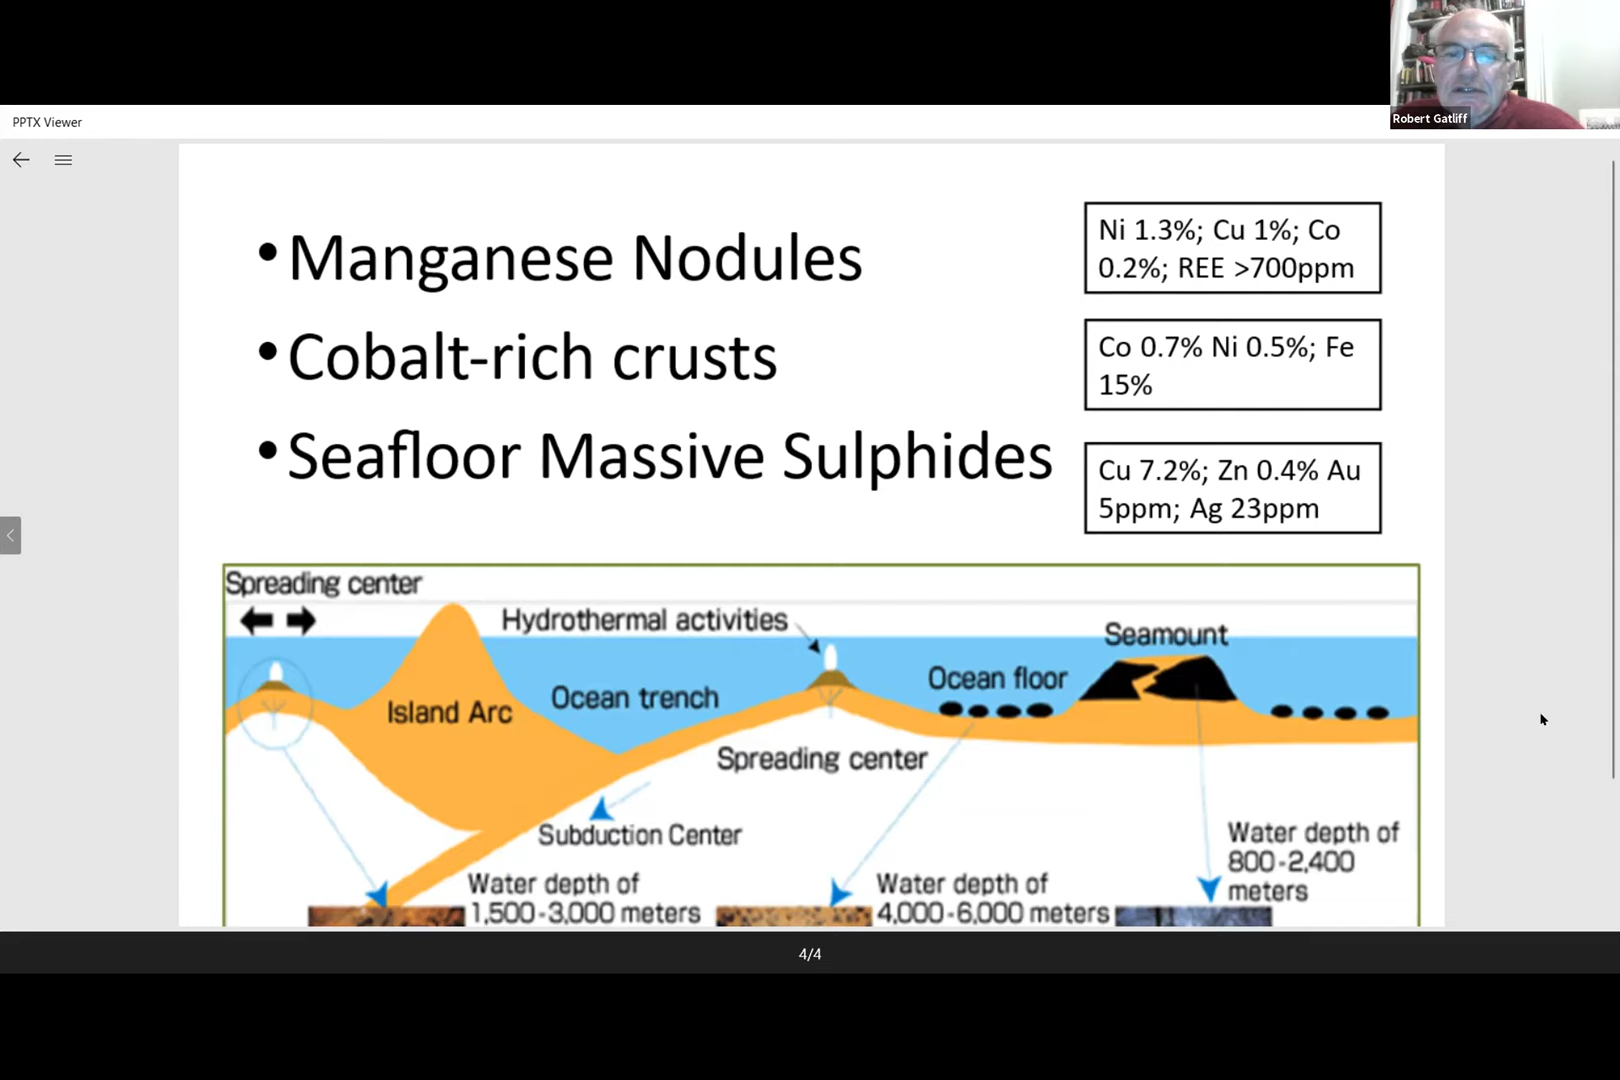 Robert Gatliff
PPTX Viewer
• Manganese Nodules
Ni 1.3%; Cu 1%; Co
0.2%; REE >700ppm
• Cobalt-rich crusts
Co 0.7% Ni 0.5%; Fe
15%
• Seafloor Massive Sulphides
Cu 7.2%; Zn 0.4% Au
5ppm; Ag 23ppm
Spreading center
Hydrothermal activities
Seamount
Island Arc
Ocean trench
Ocean floor
Spreading center
Subduction Center
Water depth of
1,500-3,000 meters
Water depth of
4,000-6,000 meters
Water depth of
800-2,400
meters
4/4